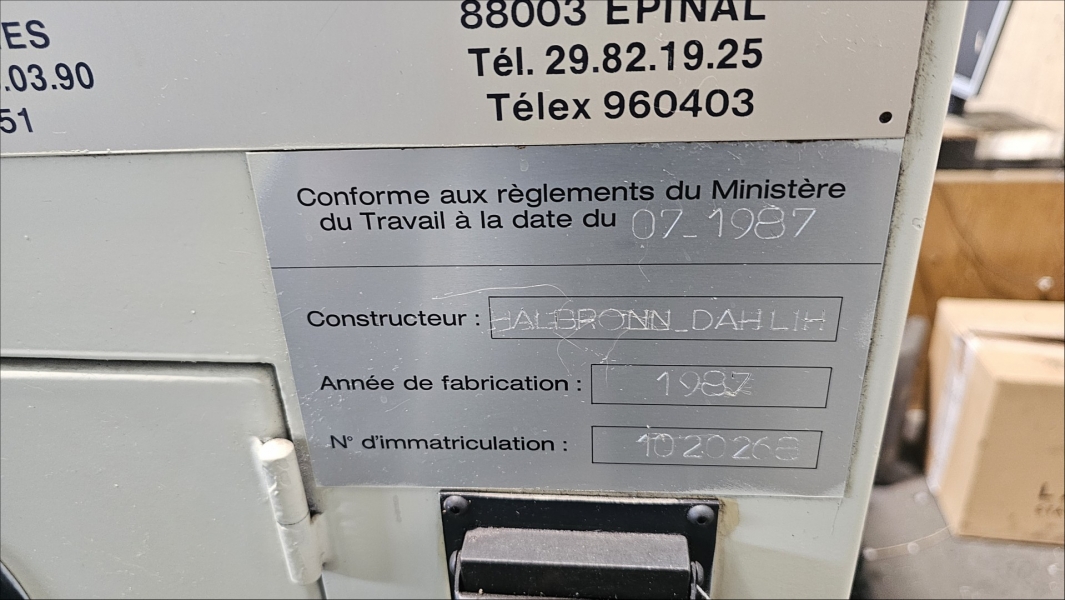 ES
.03.90
51
88003 EPINAL
Tél. 29.82.19.25
Télex 960403
Conforme aux règlements du Ministère
du Travail à la date du 07_1987
Constructeur : HALBRONN_DAHLIH
Année de fabrication : 1987
N° d'immatriculation : 1020268